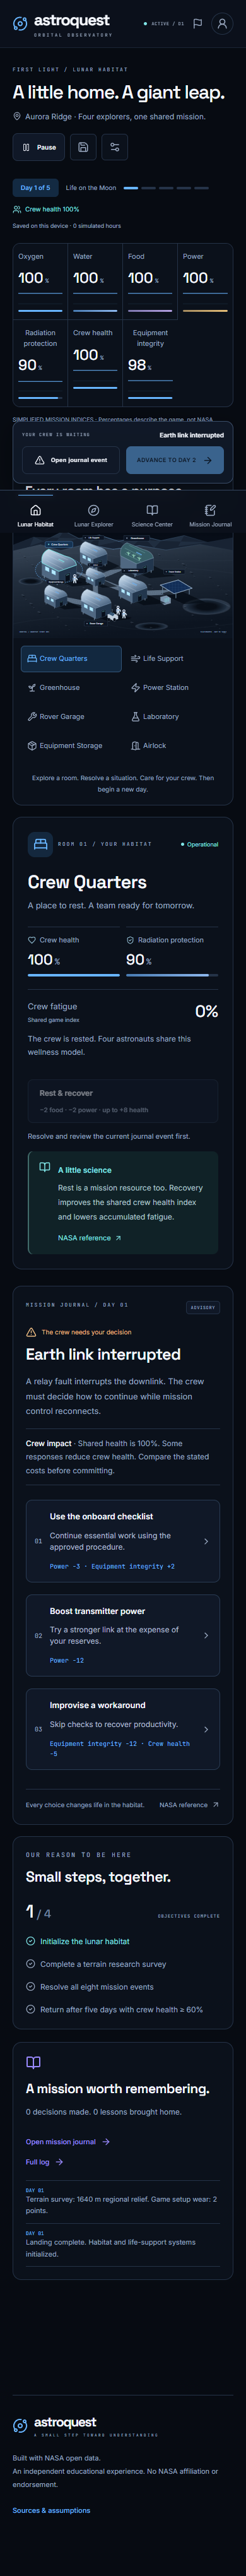 astroquest
ORBITAL OBSERVATORY
ACTIVE / 01
FIRST LIGHT / LUNAR HABITAT
A little home. A giant leap.
Aurora Ridge · Four explorers, one shared mission.
Pause
Day 1 of 5
Life on the Moon
Crew health 100%
Saved on this device · 0 simulated hours
Oxygen
100%
Water
100%
Food
100%
Power
100%
Radiation protection
90%
Crew health
100%
Equipment integrity
98%
SIMPLIFIED MISSION INDICES · Percentages describe the game, not NASA
YOUR CREW IS WAITING
Earth link interrupted
Open journal event
ADVANCE TO DAY 2
Lunar Habitat
Lunar Explorer
Science Center
Mission Journal
Crew Quarters
Life Support
Greenhouse
Power Station
Rover Garage
Laboratory
Equipment Storage
Airlock
Explore a room. Resolve a situation. Care for your crew. Then
begin a new day.
ROOM 01 / YOUR HABITAT
Operational
Crew Quarters
A place to rest. A team ready for tomorrow.
Crew health
100%
Radiation protection
90%
Crew fatigue
Shared game index
0%
The crew is rested. Four astronauts share this
wellness model.
Rest & recover
−2 food · −2 power · up to +8 health
Resolve and review the current journal event first.
A little science
Rest is a mission resource too. Recovery
improves the shared crew health index
and lowers accumulated fatigue.
NASA reference
MISSION JOURNAL / DAY 01
ADVISORY
The crew needs your decision
Earth link interrupted
A relay fault interrupts the downlink. The crew
must decide how to continue while mission
control reconnects.
Crew impact · Shared health is 100%. Some
responses reduce crew health. Compare the stated
costs before committing.
01
Use the onboard checklist
Continue essential work using the
approved procedure.
Power -3 · Equipment integrity +2
02
Boost transmitter power
Try a stronger link at the expense of
your reserves.
Power -12
03
Improvise a workaround
Skip checks to recover productivity.
Equipment integrity -12 · Crew health
-5
Every choice changes life in the habitat.
NASA reference
OUR REASON TO BE HERE
Small steps, together.
1 / 4
OBJECTIVES COMPLETE
Initialize the lunar habitat
Complete a terrain research survey
Resolve all eight mission events
Return after five days with crew health ≥ 60%
A mission worth remembering.
0 decisions made. 0 lessons brought home.
Open mission journal
Full log
DAY 01
Terrain survey: 1640 m regional relief. Game setup wear: 2
points.
DAY 01
Landing complete. Habitat and life-support systems
initialized.
astroquest
A SMALL STEP TOWARD UNDERSTANDING
Built with NASA open data.
An independent educational experience. No NASA affiliation or
endorsement.
Sources & assumptions